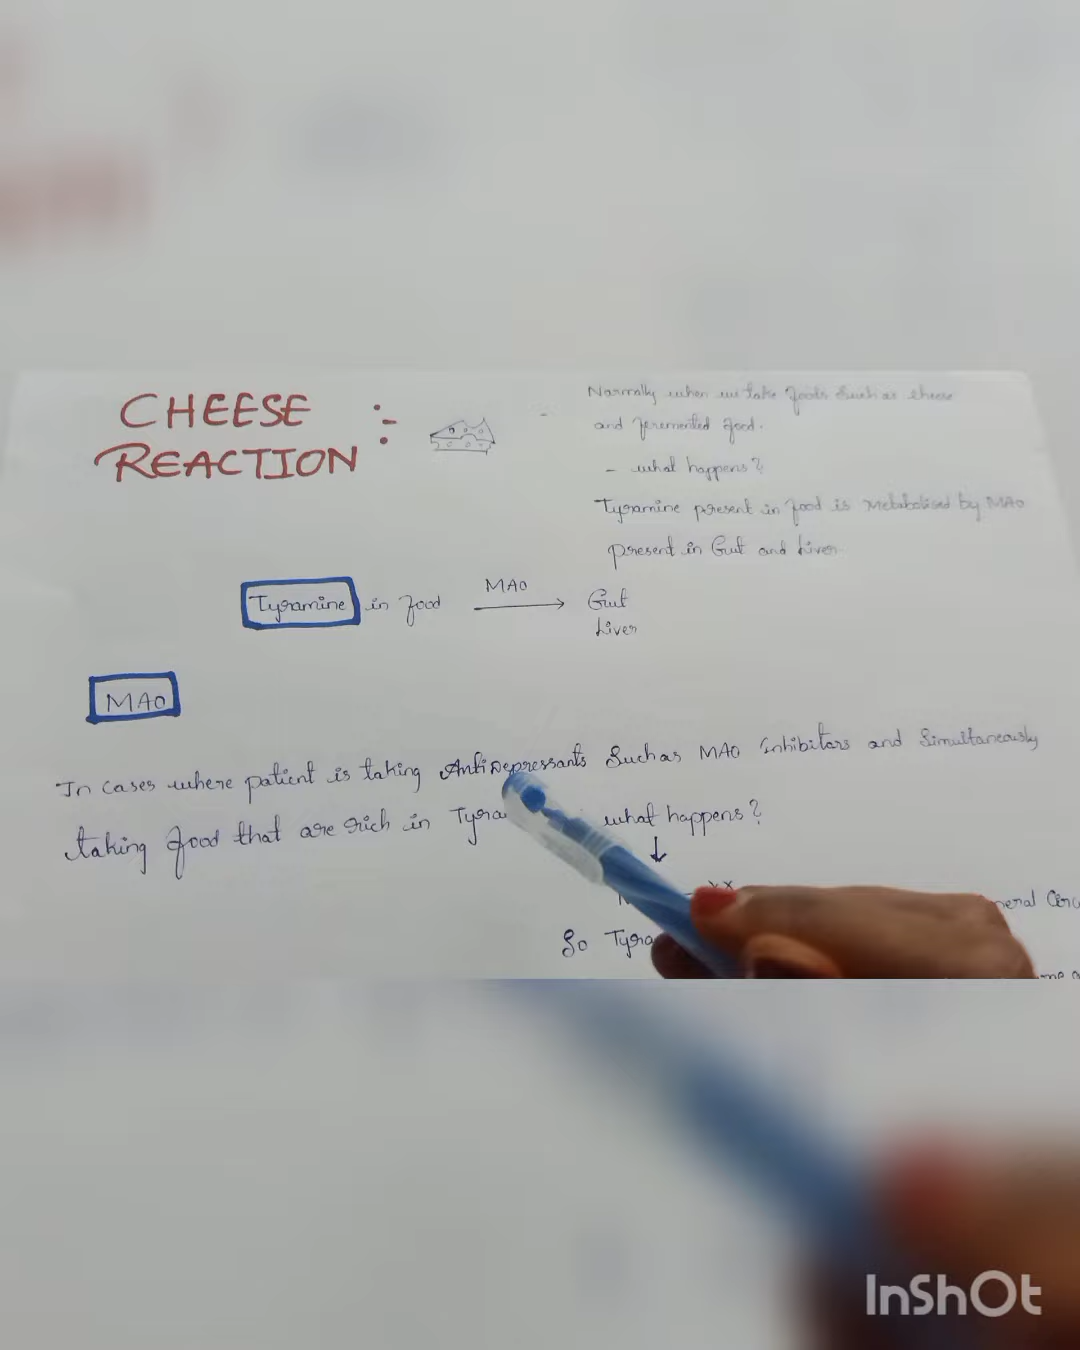 CHEESE
REACTION :-
Normally when we take foods such as cheese
and fermented food.
- what happens?
Tyramine present in food is metabolised by MAO
present in Gut and Liver
Tyramine in food MAO Gut
Liver
MAO
In cases where patient is taking AntiDepressants Such as MAO inhibitors and Simultaneously
taking food that are rich in what happens?
xx
So
InShOt